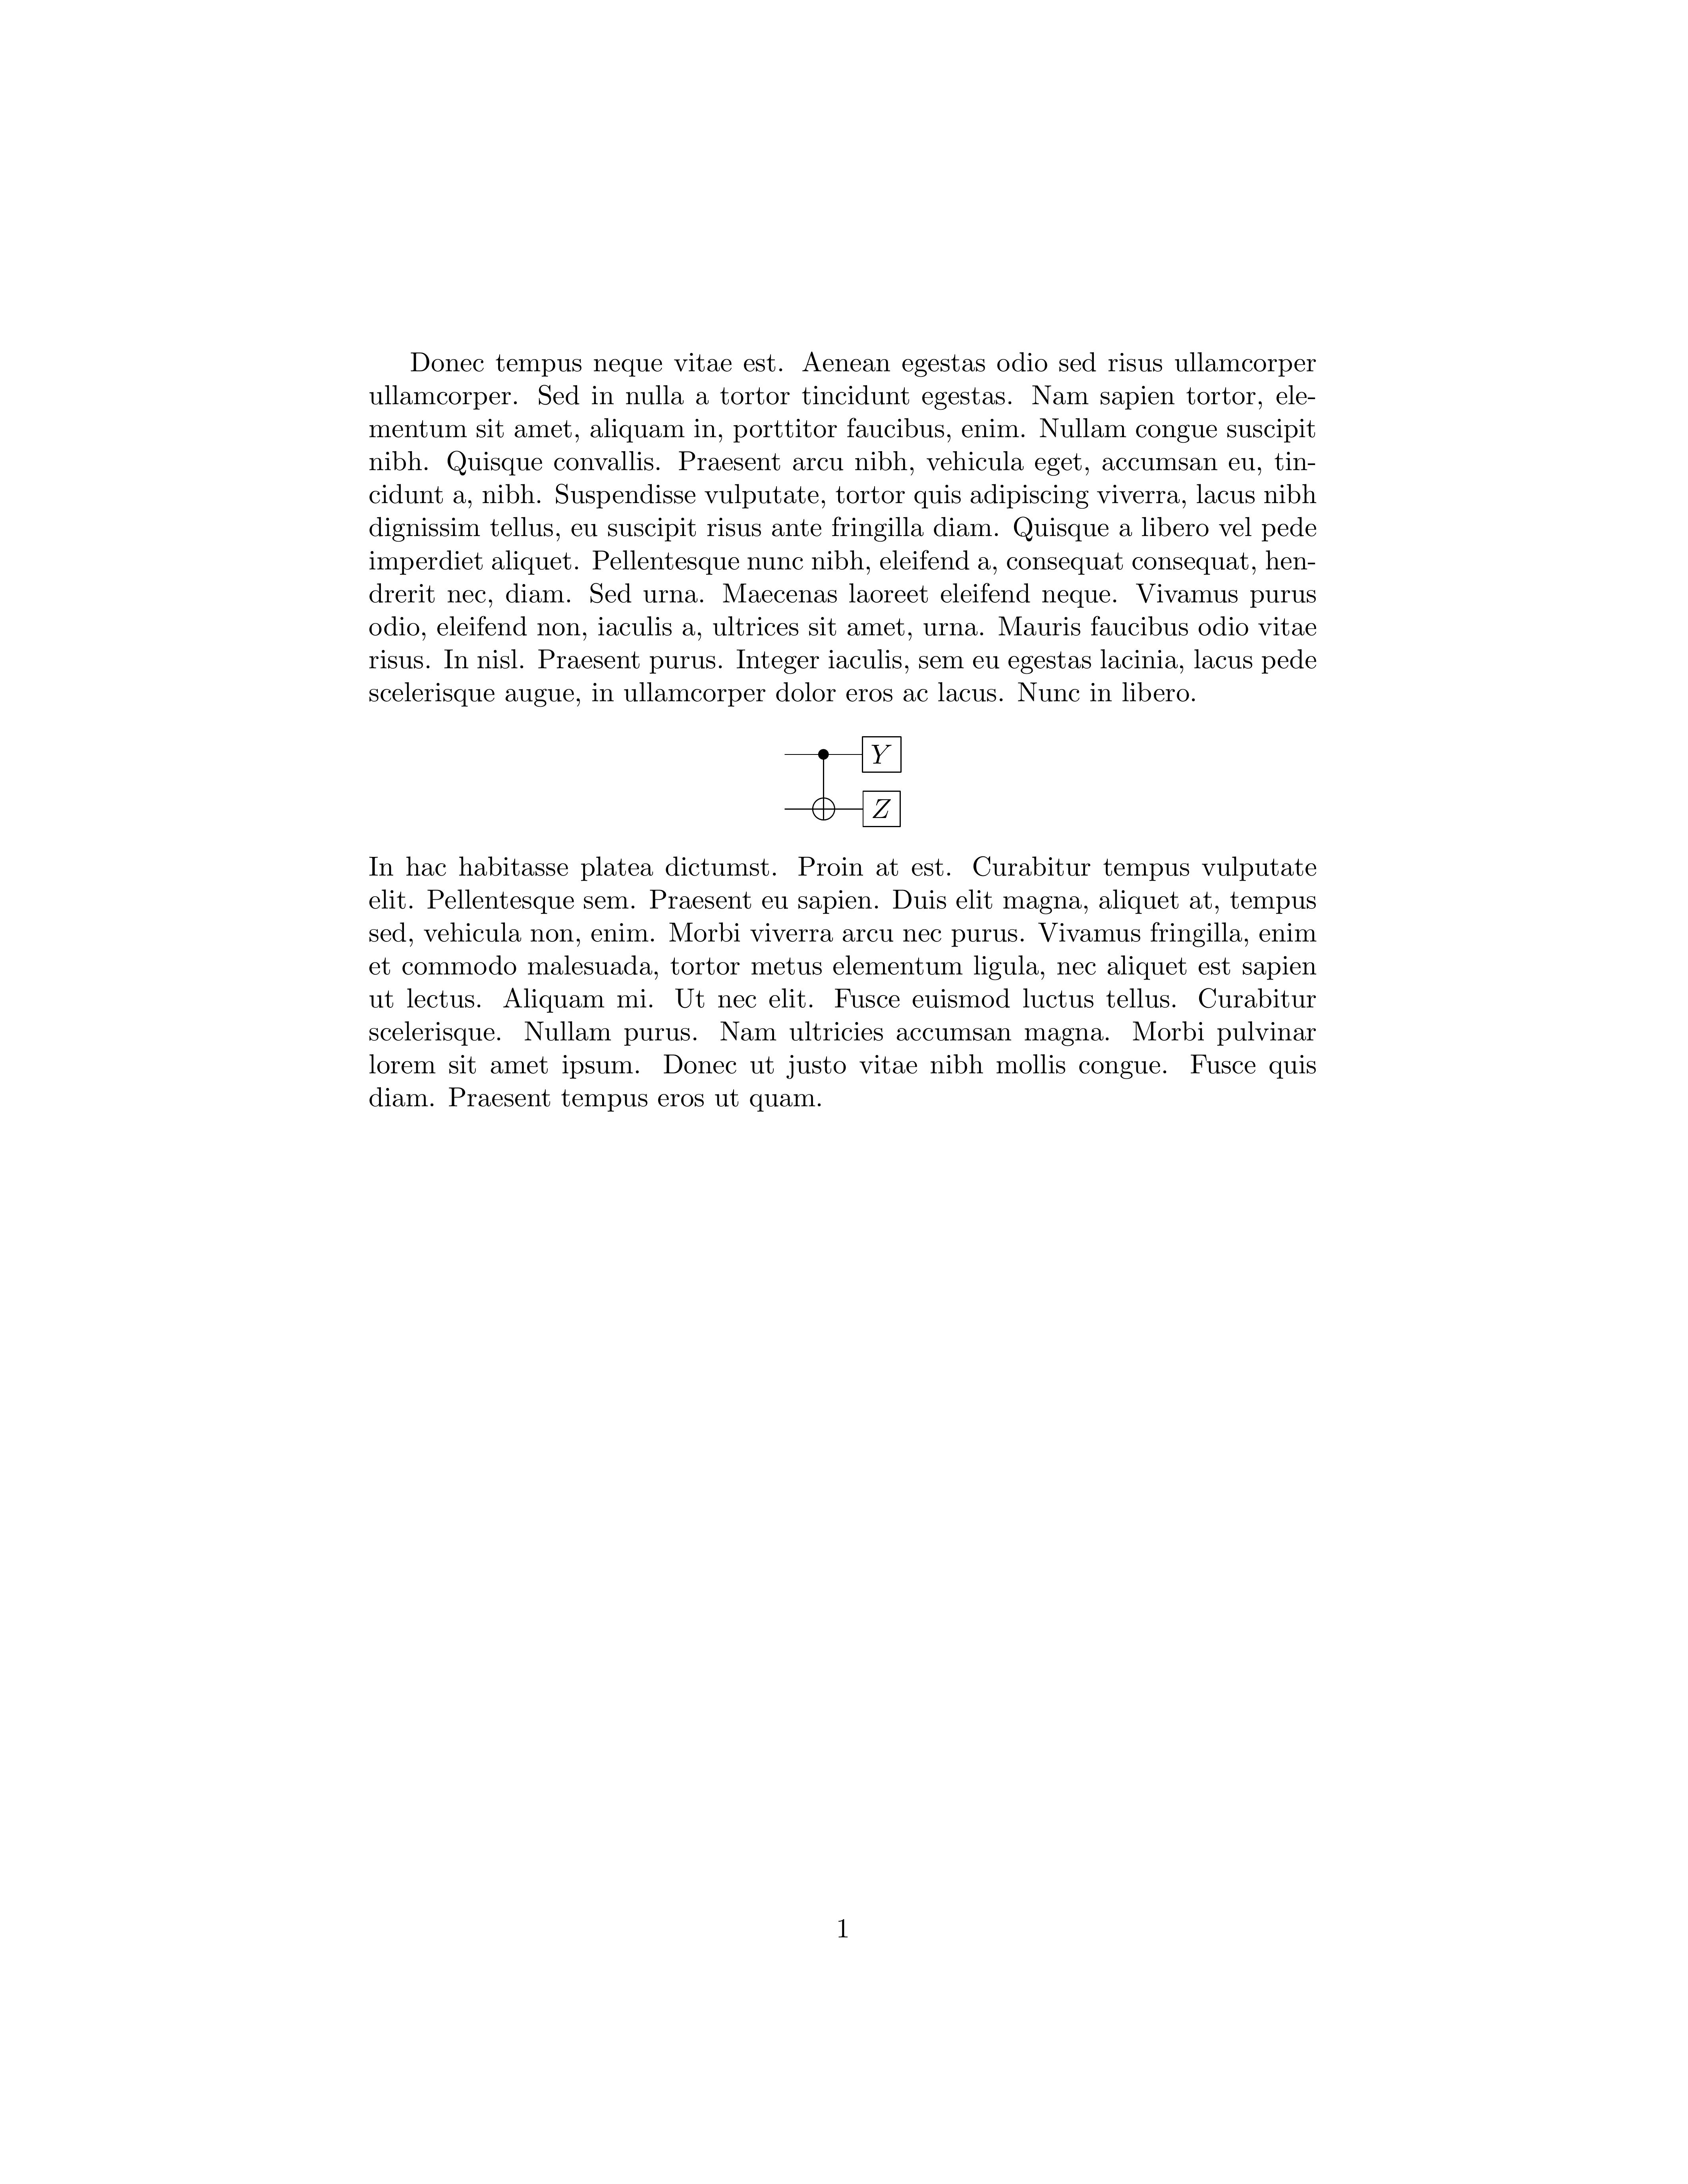 Donec tempus neque vitae est. Aenean egestas odio sed risus ullamcorper
ullamcorper. Sed in nulla a tortor tincidunt egestas. Nam sapien tortor, ele-
mentum sit amet, aliquam in, porttitor faucibus, enim. Nullam congue suscipit
nibh. Quisque convallis. Praesent arcu nibh, vehicula eget, accumsan eu, tin-
cidunt a, nibh. Suspendisse vulputate, tortor quis adipiscing viverra, lacus nibh
dignissim tellus, eu suscipit risus ante fringilla diam. Quisque a libero vel pede
imperdiet aliquet. Pellentesque nunc nibh, eleifend a, consequat consequat, hen-
drerit nec, diam. Sed urna. Maecenas laoreet eleifend neque. Vivamus purus
odio, eleifend non, iaculis a, ultrices sit amet, urna. Mauris faucibus odio vitae
risus. In nisl. Praesent purus. Integer iaculis, sem eu egestas lacinia, lacus pede
scelerisque augue, in ullamcorper dolor eros ac lacus. Nunc in libero.
Y
Z
In hac habitasse platea dictumst. Proin at est. Curabitur tempus vulputate
elit. Pellentesque sem. Praesent eu sapien. Duis elit magna, aliquet at, tempus
sed, vehicula non, enim. Morbi viverra arcu nec purus. Vivamus fringilla, enim
et commodo malesuada, tortor metus elementum ligula, nec aliquet est sapien
ut lectus. Aliquam mi. Ut nec elit. Fusce euismod luctus tellus. Curabitur
scelerisque. Nullam purus. Nam ultricies accumsan magna. Morbi pulvinar
lorem sit amet ipsum. Donec ut justo vitae nibh mollis congue. Fusce quis
diam. Praesent tempus eros ut quam.
1